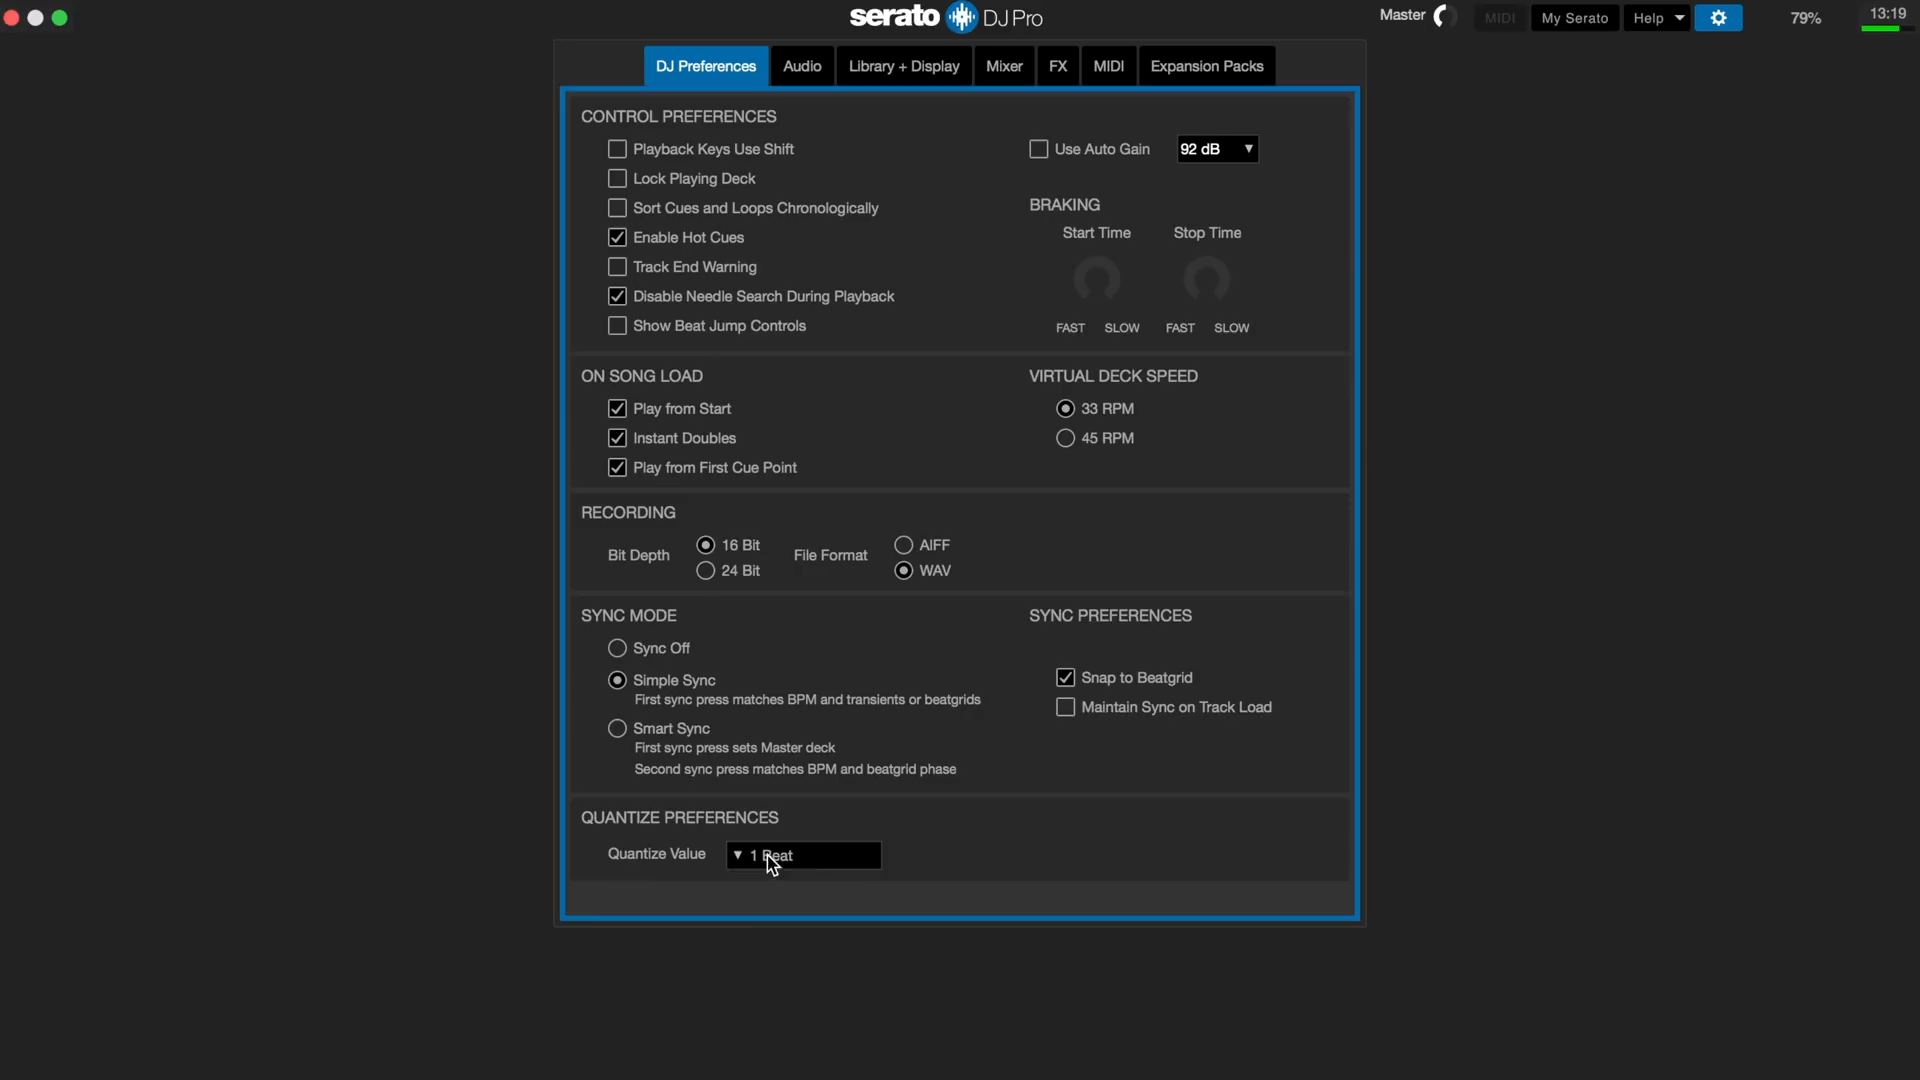 serato DJ Pro
Master MIDI My Serato Help 79% 13:19
DJ Preferences Audio Library + Display Mixer FX MIDI Expansion Packs
CONTROL PREFERENCES
Playback Keys Use Shift
Use Auto Gain 92 dB
Lock Playing Deck
Sort Cues and Loops Chronologically
BRAKING
Enable Hot Cues
Start Time Stop Time
Track End Warning
Disable Needle Search During Playback
Show Beat Jump Controls
FAST SLOW FAST SLOW
ON SONG LOAD
VIRTUAL DECK SPEED
Play from Start
33 RPM
Instant Doubles
45 RPM
Play from First Cue Point
RECORDING
Bit Depth
16 Bit
24 Bit
File Format
AIFF
WAV
SYNC MODE
SYNC PREFERENCES
Sync Off
Simple Sync
First sync press matches BPM and transients or beatgrids
Snap to Beatgrid
Maintain Sync on Track Load
Smart Sync
First sync press sets Master deck
Second sync press matches BPM and beatgrid phase
QUANTIZE PREFERENCES
Quantize Value 1 Beat